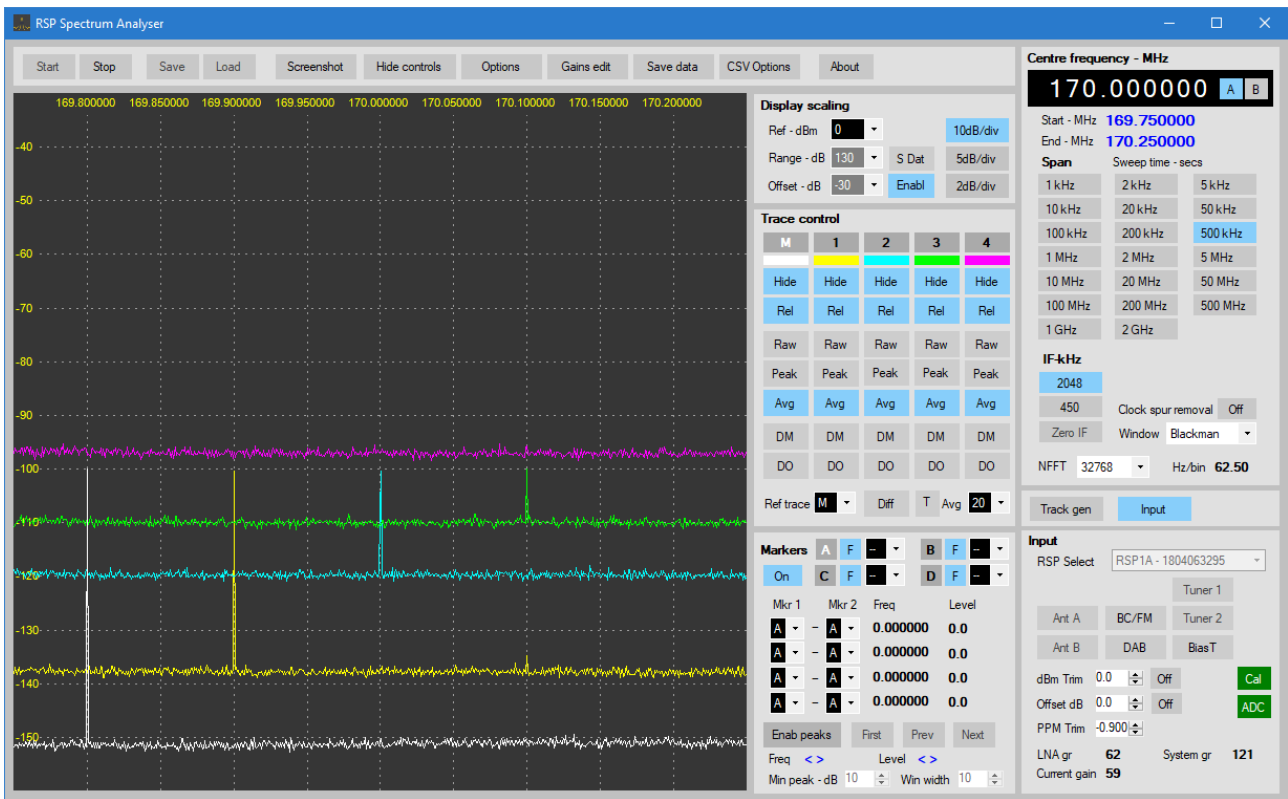 RSP Spectrum Analyser
Start Stop Save Load Screenshot Hide controls Options Gains edit Save data CSV Options About
169.800000 169.850000 169.900000 169.950000 170.000000 170.050000 170.100000 170.150000 170.200000
-40
-50
-60
-70
-80
-90
-100
-110
-120
-130
-140
-150
Display scaling
Ref - dBm 0 10dB/div
Range - dB 130 S Dat 5dB/div
Offset - dB -30 Enabl 2dB/div
Trace control
M 1 2 3 4
Hide Hide Hide Hide Hide
Rel Rel Rel Rel Rel
Raw Raw Raw Raw Raw
Peak Peak Peak Peak Peak
Avg Avg Avg Avg Avg
DM DM DM DM DM
DO DO DO DO DO
Ref trace M Diff T Avg 20
Markers A F -- B F --
On C F -- D F --
Mkr 1 Mkr 2 Freq Level
A - A 0.000000 0.0
A - A 0.000000 0.0
A - A 0.000000 0.0
A - A 0.000000 0.0
Enab peaks First Prev Next
Freq < > Level < >
Min peak - dB 10 Win width 10
Centre frequency - MHz
170.000000 A B
Start - MHz 169.750000
End - MHz 170.250000
Span Sweep time - secs
1 kHz 2 kHz 5 kHz
10 kHz 20 kHz 50 kHz
100 kHz 200 kHz 500 kHz
1 MHz 2 MHz 5 MHz
10 MHz 20 MHz 50 MHz
100 MHz 200 MHz 500 MHz
1 GHz 2 GHz
IF-kHz
2048
450 Clock spur removal Off
Zero IF Window Blackman
NFFT 32768 Hz/bin 62.50
Track gen Input
Input
RSP Select RSP1A - 1804063295
Tuner 1
Ant A BC/FM Tuner 2
Ant B DAB BiasT
dBm Trim 0.0 Off Cal
Offset dB 0.0 Off ADC
PPM Trim -0.900
LNA gr 62 System gr 121
Current gain 59